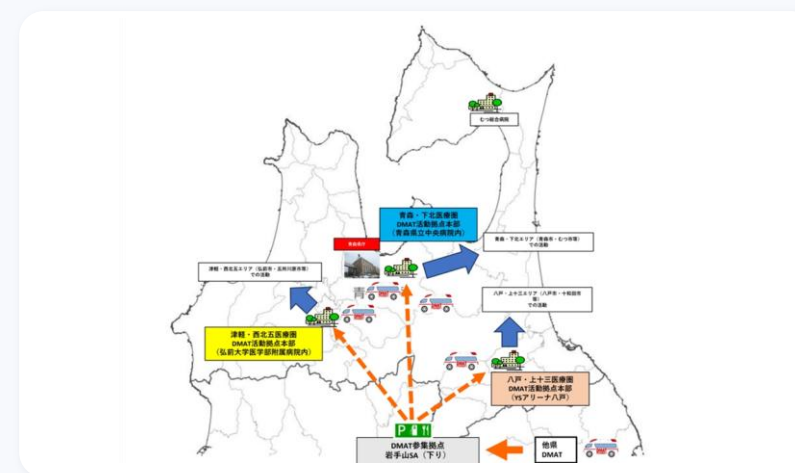 むつ総合病院
青森・下北医療圏
DMAT活動拠点本部
（青森県立中央病院内）
青森県庁
青森・下北エリア（青森市・むつ市等）
での活動
津軽・西北五エリア（弘前市・五所川原市等）
での活動
八戸・上十三エリア（八戸市・十和田市
等）
での活動
青
津軽・西北五医療圏
DMAT活動拠点本部
（弘前大学医学部附属病院内）
八戸・上十三医療圏
DMAT活動拠点本部
（YSアリーナ八戸）
P
DMAT参集拠点
岩手山SA（下り）
他県
DMAT